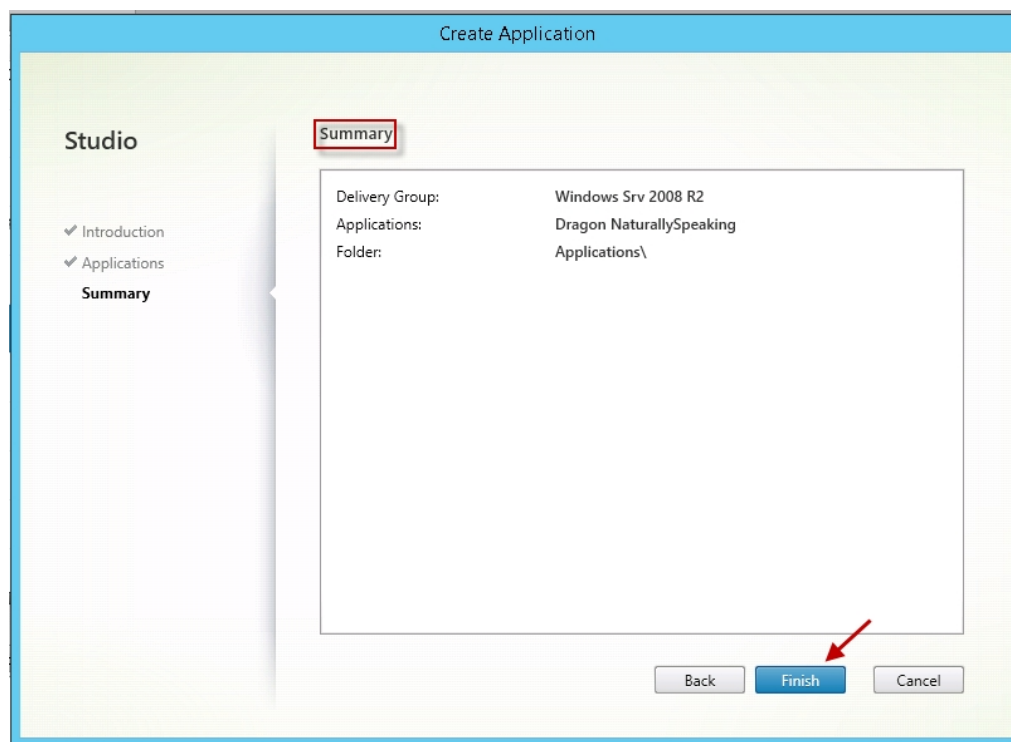 Create Application
Studio
Introduction
Applications
Summary
Summary
Delivery Group: Windows Srv 2008 R2
Applications: Dragon NaturallySpeaking
Folder: Applications\
Back Finish Cancel